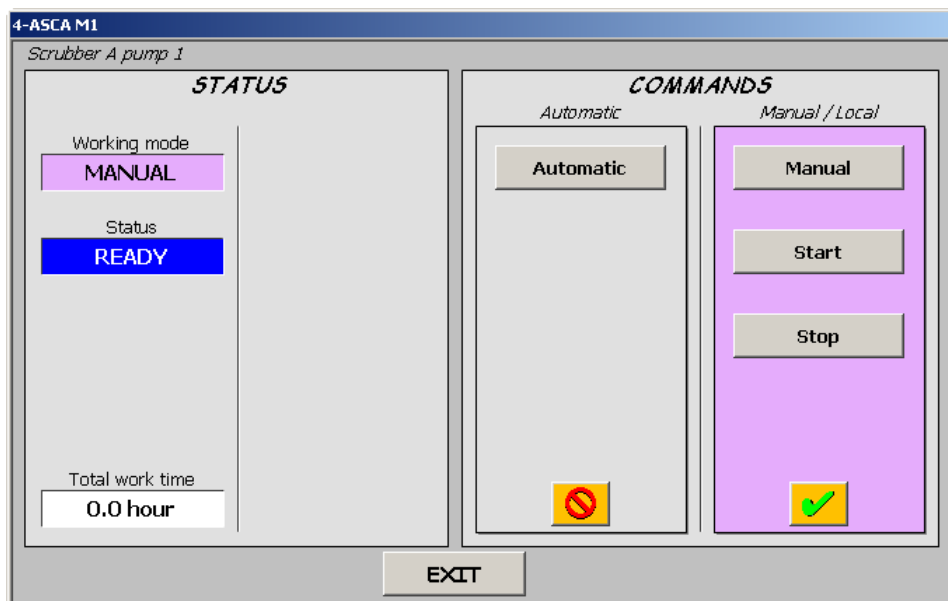 4-ASCA M1
Scrubber A pump 1
STATUS
Working mode
MANUAL
Status
READY
Total work time
0.0 hour
COMMANDS
Automatic
Automatic
Manual / Local
Manual
Start
Stop
EXIT